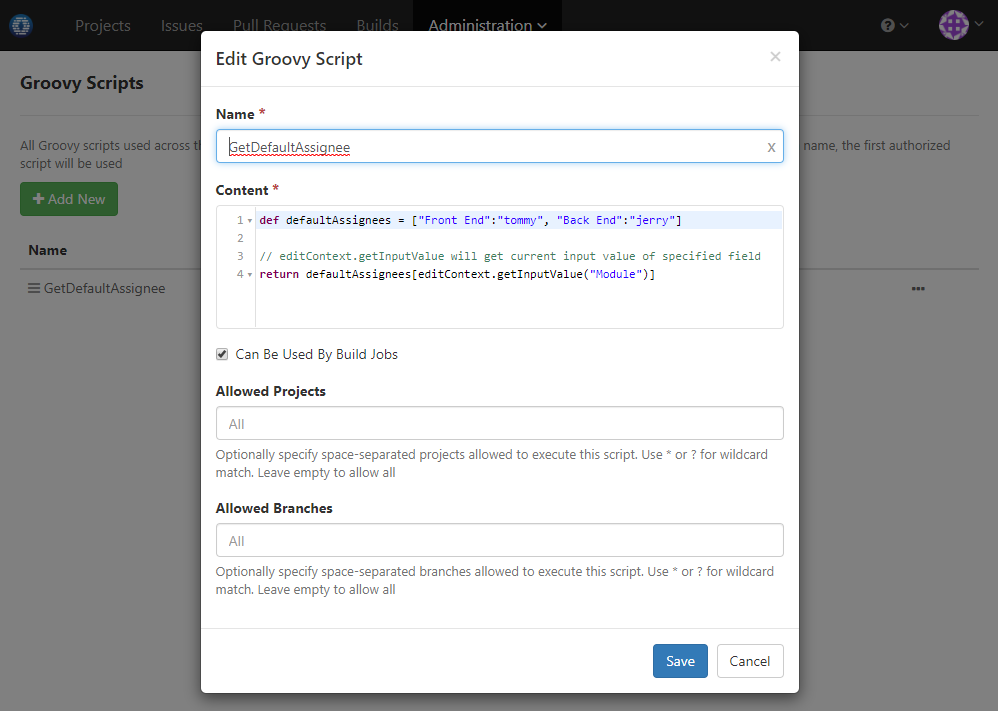 Projects Issues Pull Requests Builds Administration
Edit Groovy Script
×
Groovy Scripts
Name *
All Groovy scripts used across th
name, the first authorized
script will be used
GetDefaultAssignee x
Content *
+ Add New
1 def defaultAssignees = ["Front End":"tommy", "Back End":"jerry"]
2
3 // editContext.getInputValue will get current input value of specified field
4 return defaultAssignees[editContext.getInputValue("Module")]
Name
GetDefaultAssignee
Can Be Used By Build Jobs
Allowed Projects
All
Optionally specify space-separated projects allowed to execute this script. Use * or ? for wildcard
match. Leave empty to allow all
Allowed Branches
All
Optionally specify space-separated branches allowed to execute this script. Use * or ? for wildcard
match. Leave empty to allow all
Save Cancel